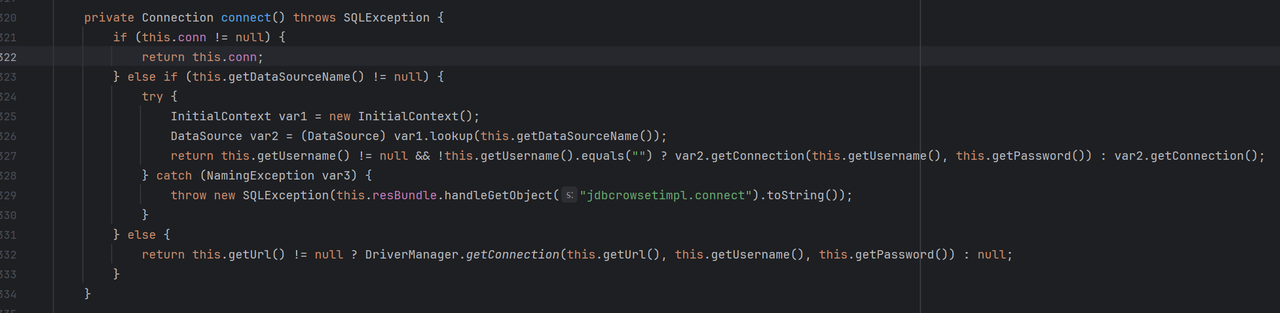 320 private Connection connect() throws SQLException {
321 if (this.conn != null) {
322 return this.conn;
323 } else if (this.getDataSourceName() != null) {
324 try {
325 InitialContext var1 = new InitialContext();
326 DataSource var2 = (DataSource) var1.lookup(this.getDataSourceName());
327 return this.getUsername() != null && !this.getUsername().equals("") ? var2.getConnection(this.getUsername(), this.getPassword()) : var2.getConnection();
328 } catch (NamingException var3) {
329 throw new SQLException(this.resBundle.handleGetObject( s: "jdbcrowsetimpl.connect").toString());
330 }
331 } else {
332 return this.getUrl() != null ? DriverManager.getConnection(this.getUrl(), this.getUsername(), this.getPassword()) : null;
333 }
334 }